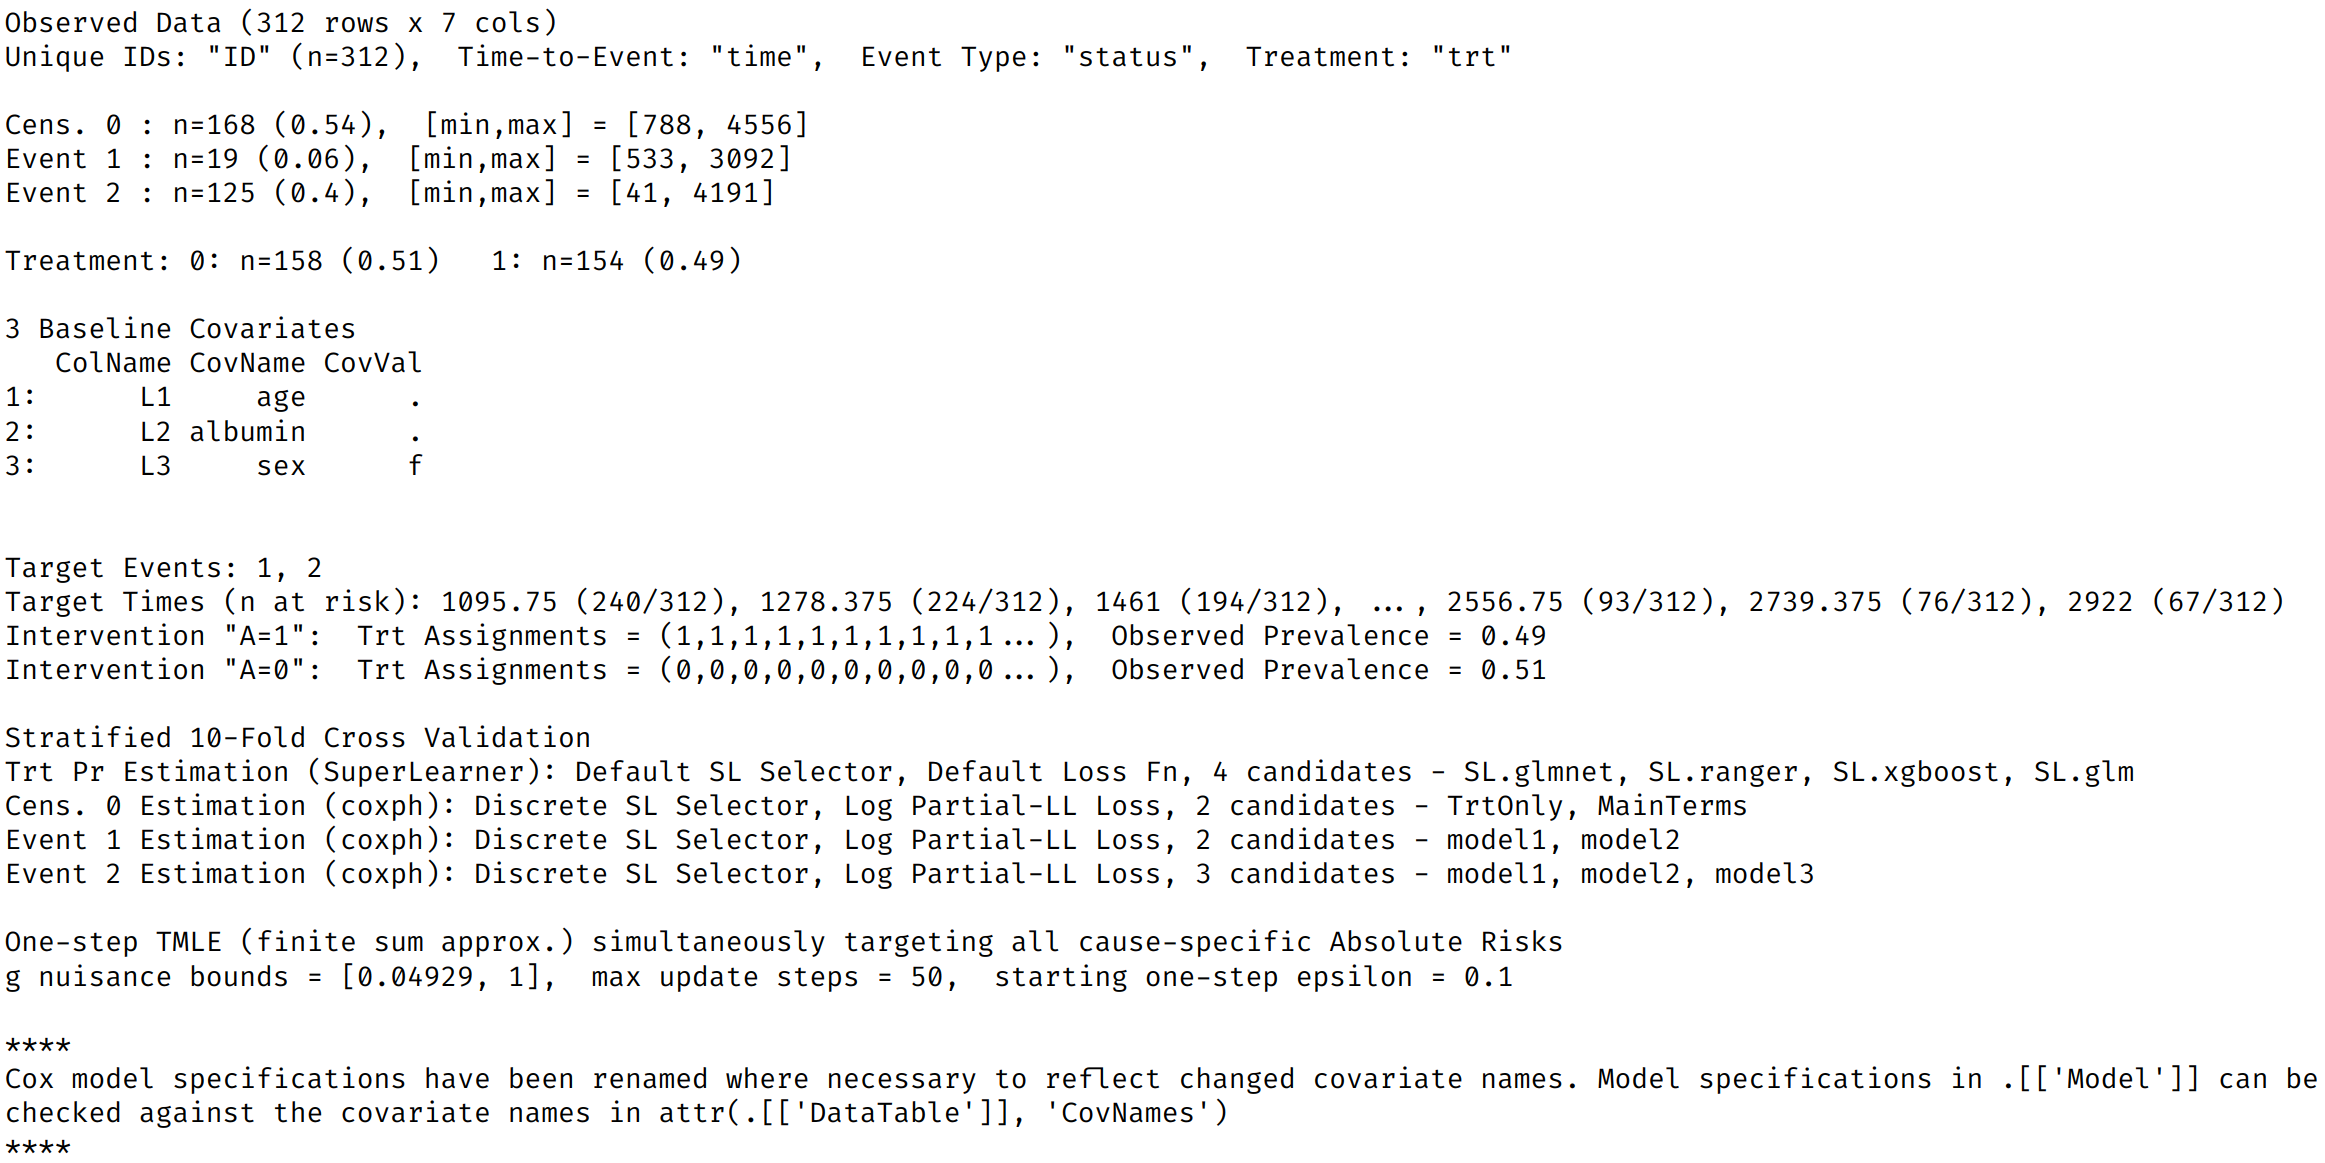 Observed Data (312 rows x 7 cols)
Unique IDs: "ID" (n=312),  Time-to-Event: "time",  Event Type: "status",  Treatment: "trt"
Cens. 0 : n=168 (0.54),  [min,max] = [788, 4556]
Event 1 : n=19 (0.06),  [min,max] = [533, 3092]
Event 2 : n=125 (0.4),  [min,max] = [41, 4191]
Treatment: 0: n=158 (0.51)   1: n=154 (0.49)
3 Baseline Covariates
   ColName CovName CovVal
1:      L1     age      .
2:      L2 albumin      .
3:      L3     sex      f
Target Events: 1, 2
Target Times (n at risk): 1095.75 (240/312), 1278.375 (224/312), 1461 (194/312), ..., 2556.75 (93/312), 2739.375 (76/312), 2922 (67/312)
Intervention "A=1":  Trt Assignments = (1,1,1,1,1,1,1,1,1,1...),  Observed Prevalence = 0.49
Intervention "A=0":  Trt Assignments = (0,0,0,0,0,0,0,0,0,0...),  Observed Prevalence = 0.51
Stratified 10-Fold Cross Validation
Trt Pr Estimation (SuperLearner): Default SL Selector, Default Loss Fn, 4 candidates - SL.glmnet, SL.ranger, SL.xgboost, SL.glm
Cens. 0 Estimation (coxph): Discrete SL Selector, Log Partial-LL Loss, 2 candidates - TrtOnly, MainTerms
Event 1 Estimation (coxph): Discrete SL Selector, Log Partial-LL Loss, 2 candidates - model1, model2
Event 2 Estimation (coxph): Discrete SL Selector, Log Partial-LL Loss, 3 candidates - model1, model2, model3
One-step TMLE (finite sum approx.) simultaneously targeting all cause-specific Absolute Risks
g nuisance bounds = [0.04929, 1],  max update steps = 50,  starting one-step epsilon = 0.1
****
Cox model specifications have been renamed where necessary to reflect changed covariate names. Model specifications in .[['Model']] can be
checked against the covariate names in attr(.[['DataTable']], 'CovNames')
****